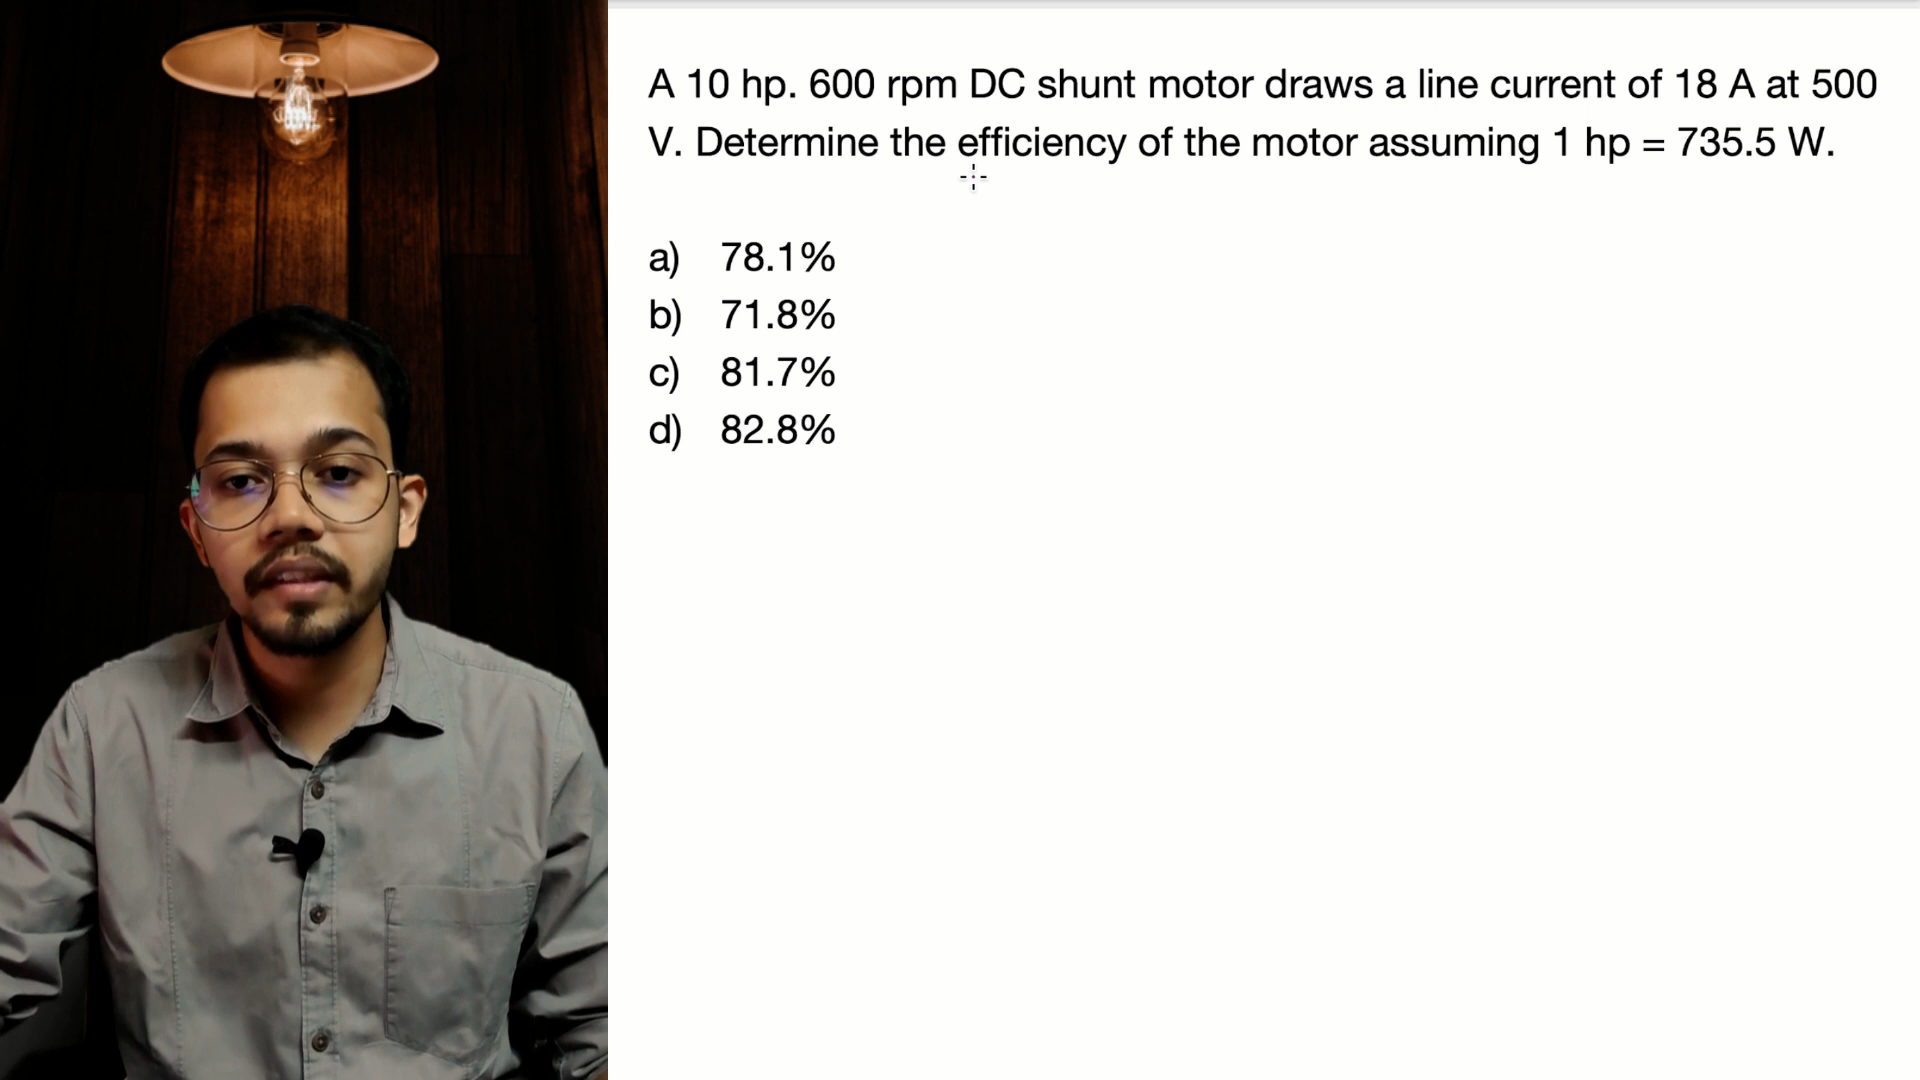 A 10 hp. 600 rpm DC shunt motor draws a line current of 18 A at 500
V. Determine the efficiency of the motor assuming 1 hp = 735.5 W.
a) 78.1%
b) 71.8%
c) 81.7%
d) 82.8%